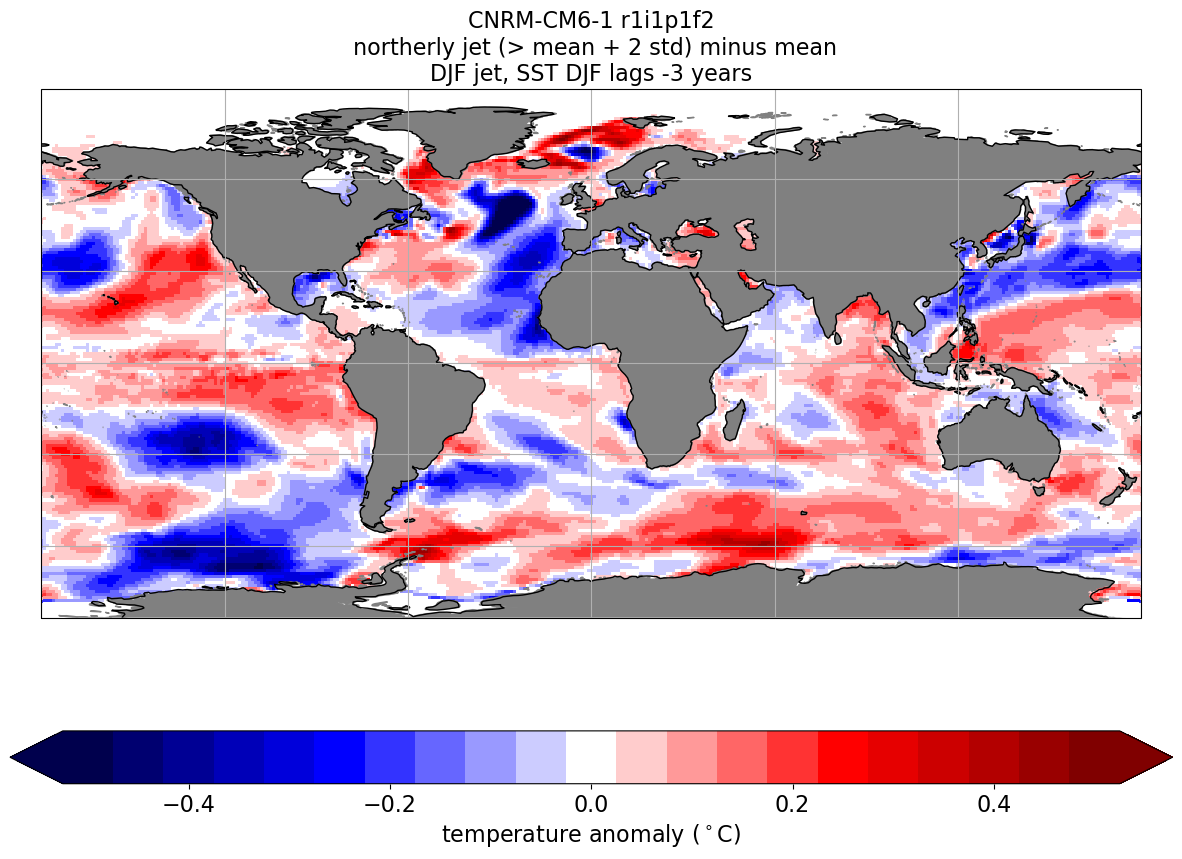 CNRM-CM6-1 r1i1p1f2
northerly jet (> mean + 2 std) minus mean
DJF jet, SST DJF lags -3 years
−0.4 −0.2 0.0 0.2 0.4
temperature anomaly (°C)